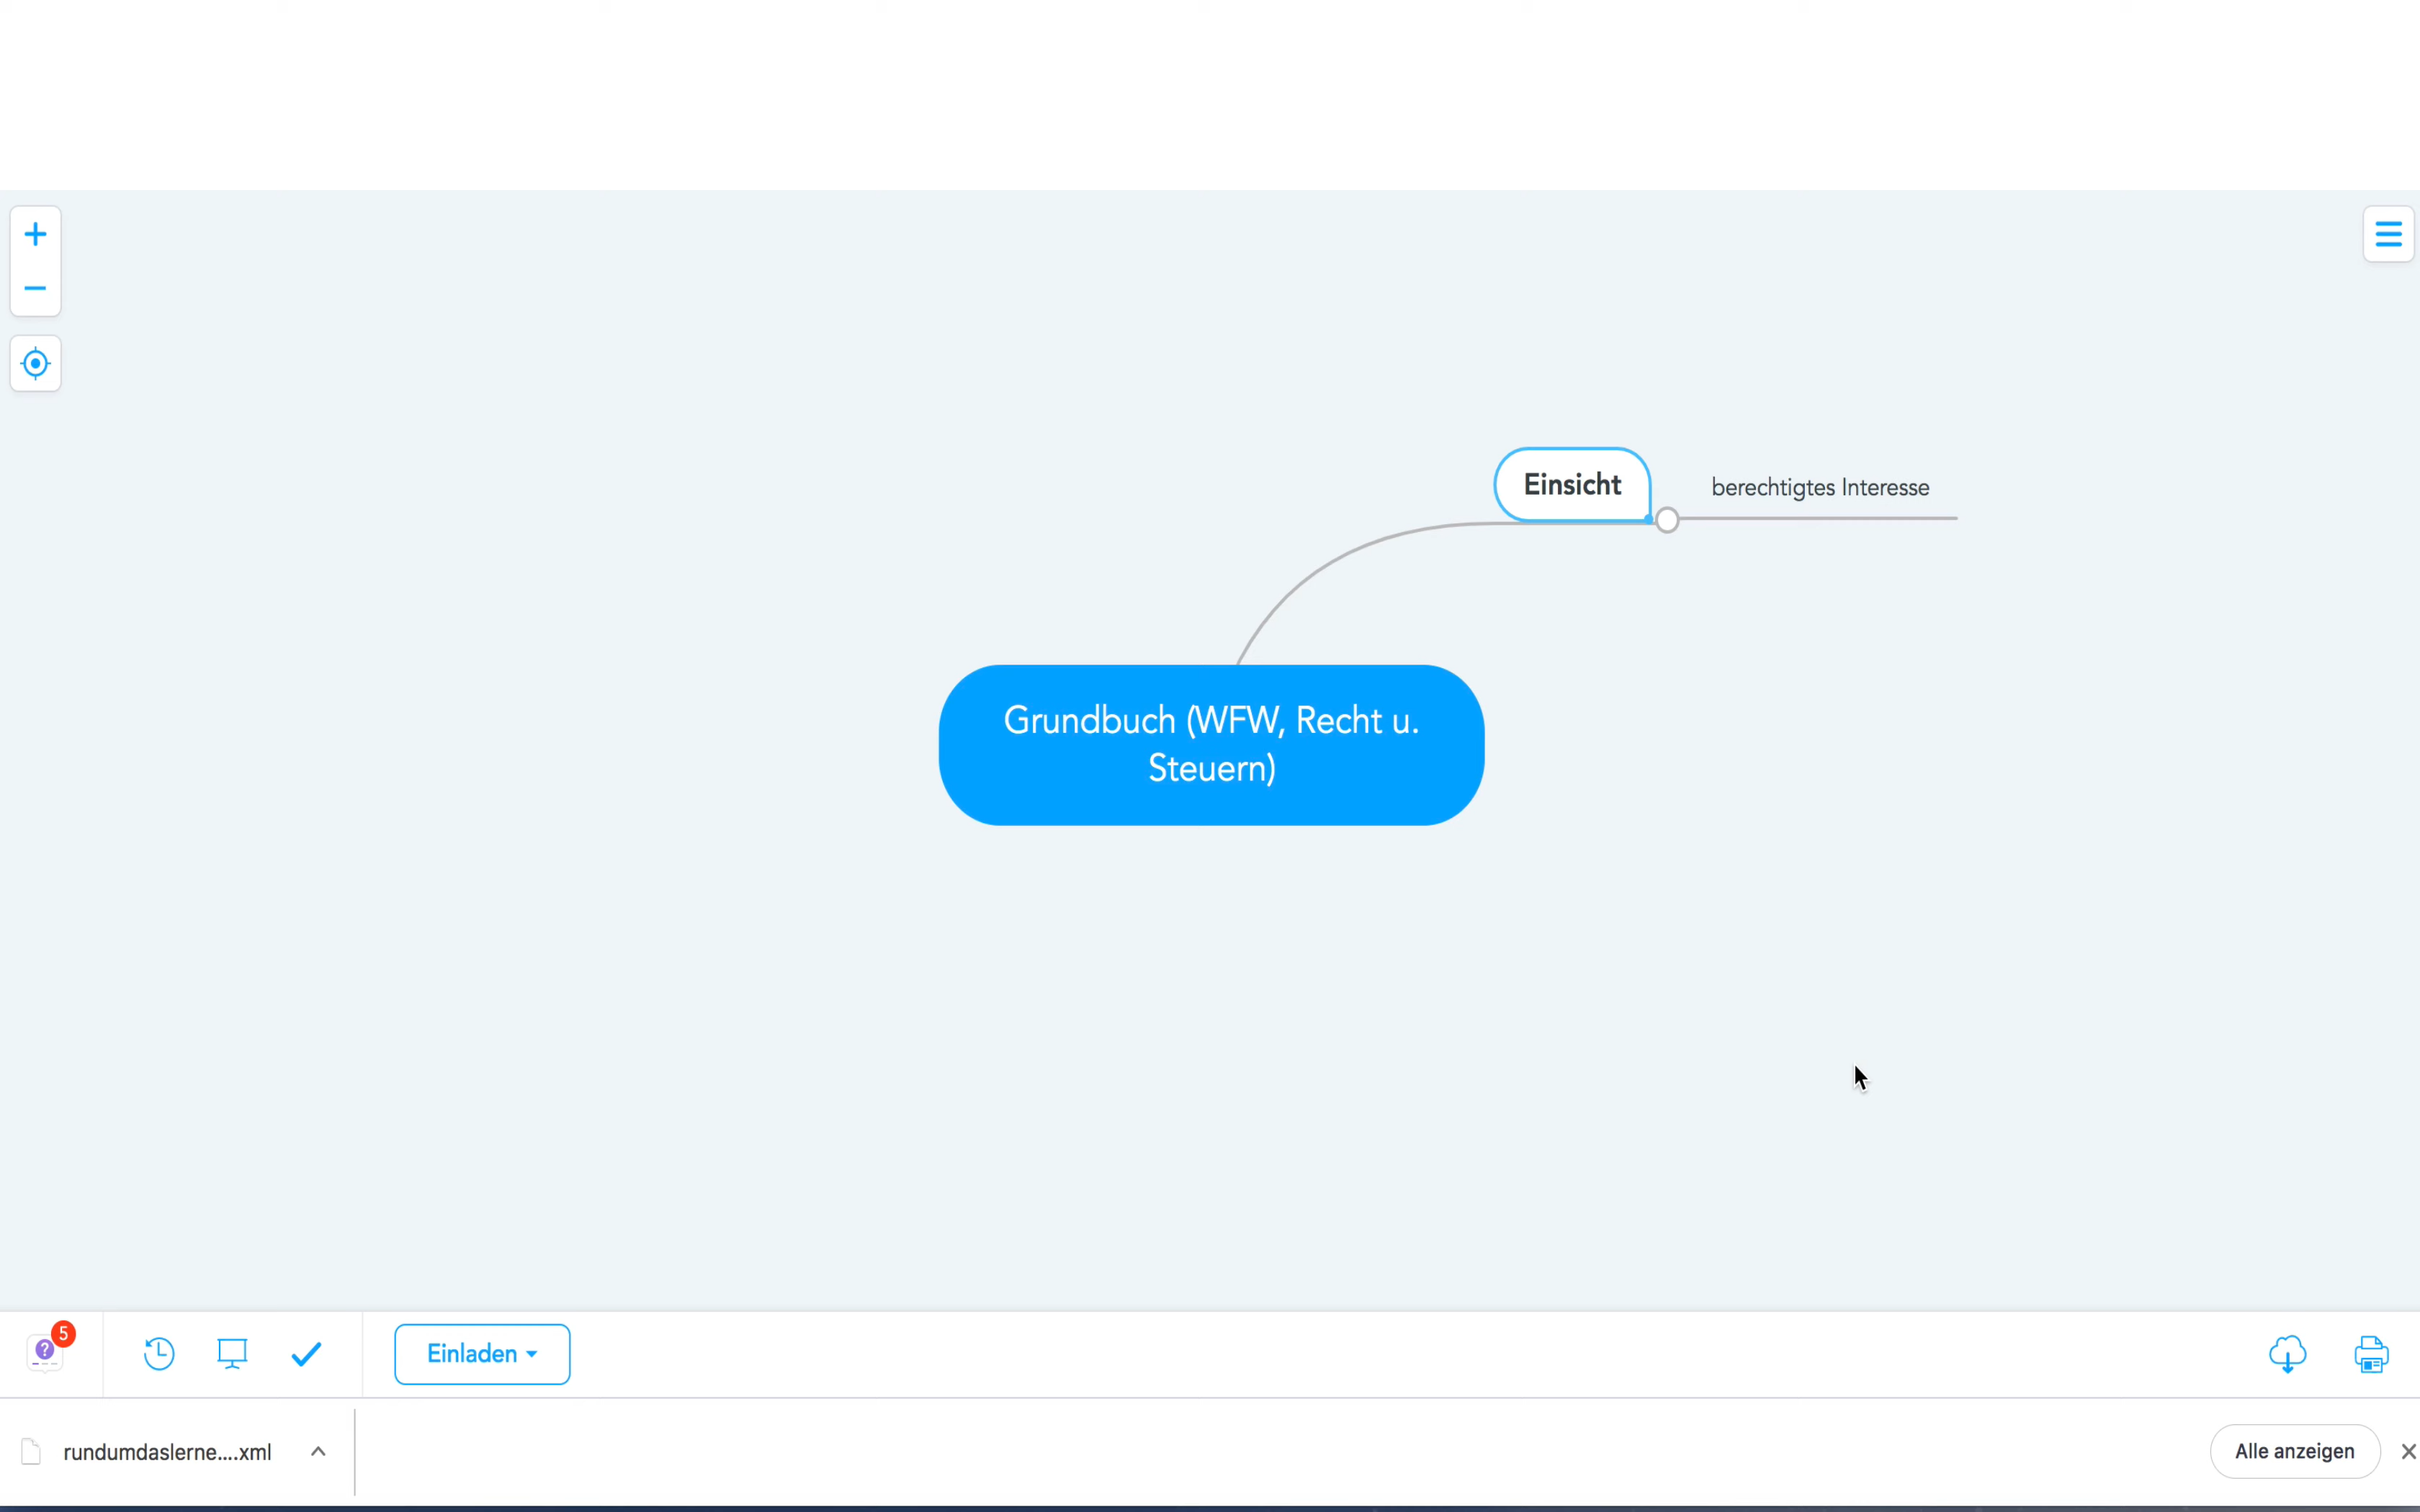 Einsicht
berechtigtes Interesse
Grundbuch (WFW, Recht u.
Steuern)
5
?
Einladen
rundumdaslerne....xml
Alle anzeigen